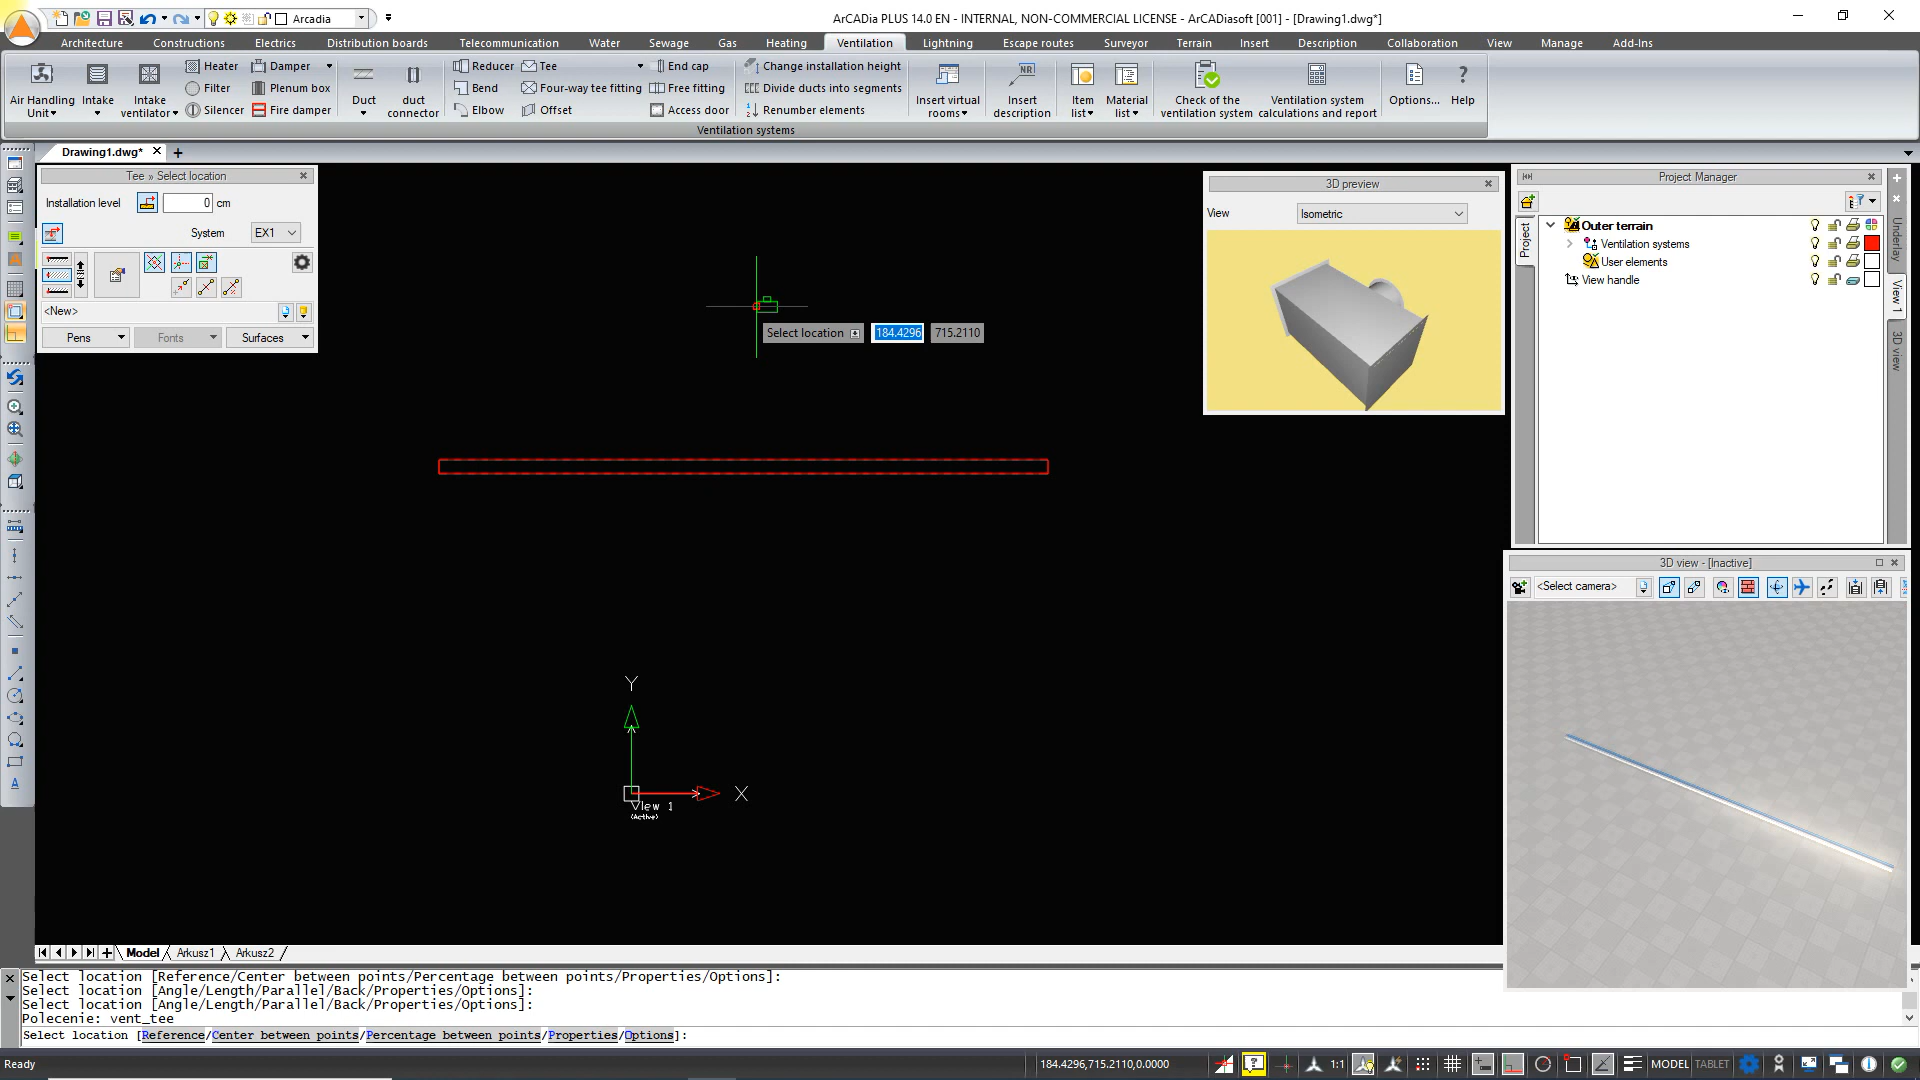 Arcadia
ArCADia PLUS 14.0 EN - INTERNAL, NON-COMMERCIAL LICENSE - ArCADiasoft [001] - [Drawing1.dwg*]
Architecture Constructions Electrics Distribution boards Telecommunication Water Sewage Gas Heating Ventilation Lightning Escape routes Surveyor Terrain Insert Description Collaboration View Manage Add-Ins
Heater Damper Reducer Tee End cap Change installation height
Filter Plenum box Bend Four-way tee fitting Free fitting Divide ducts into segments
Air Handling Unit Intake Intake ventilator Duct duct connector Insert virtual rooms Insert description Item list Material list Check of the ventilation system Ventilation system calculations and report Options... Help
Silencer Fire damper Elbow Offset Access door Renumber elements
Ventilation systems
Drawing1.dwg*
Tee » Select location
Installation level 0 cm
System EX1
<New>
Pens Fonts Surfaces
Select location 184.4296 715.2110
3D preview
View Isometric
Project Manager
Project
Outer terrain
Ventilation systems
User elements
View handle
Underlay
View 1
3D view
3D view - [Inactive]
<Select camera>
Y
X
View 1
(Active)
Model Arkusz1 Arkusz2
Select location [Reference/Center between points/Percentage between points/Properties/Options]:
Select location [Angle/Length/Parallel/Back/Properties/Options]:
Select location [Angle/Length/Parallel/Back/Properties/Options]:
Polecenie: vent_tee
Select location [Reference/Center between points/Percentage between points/Properties/Options]:
Ready 184.4296,715.2110,0.0000 1:1 MODEL TABLET